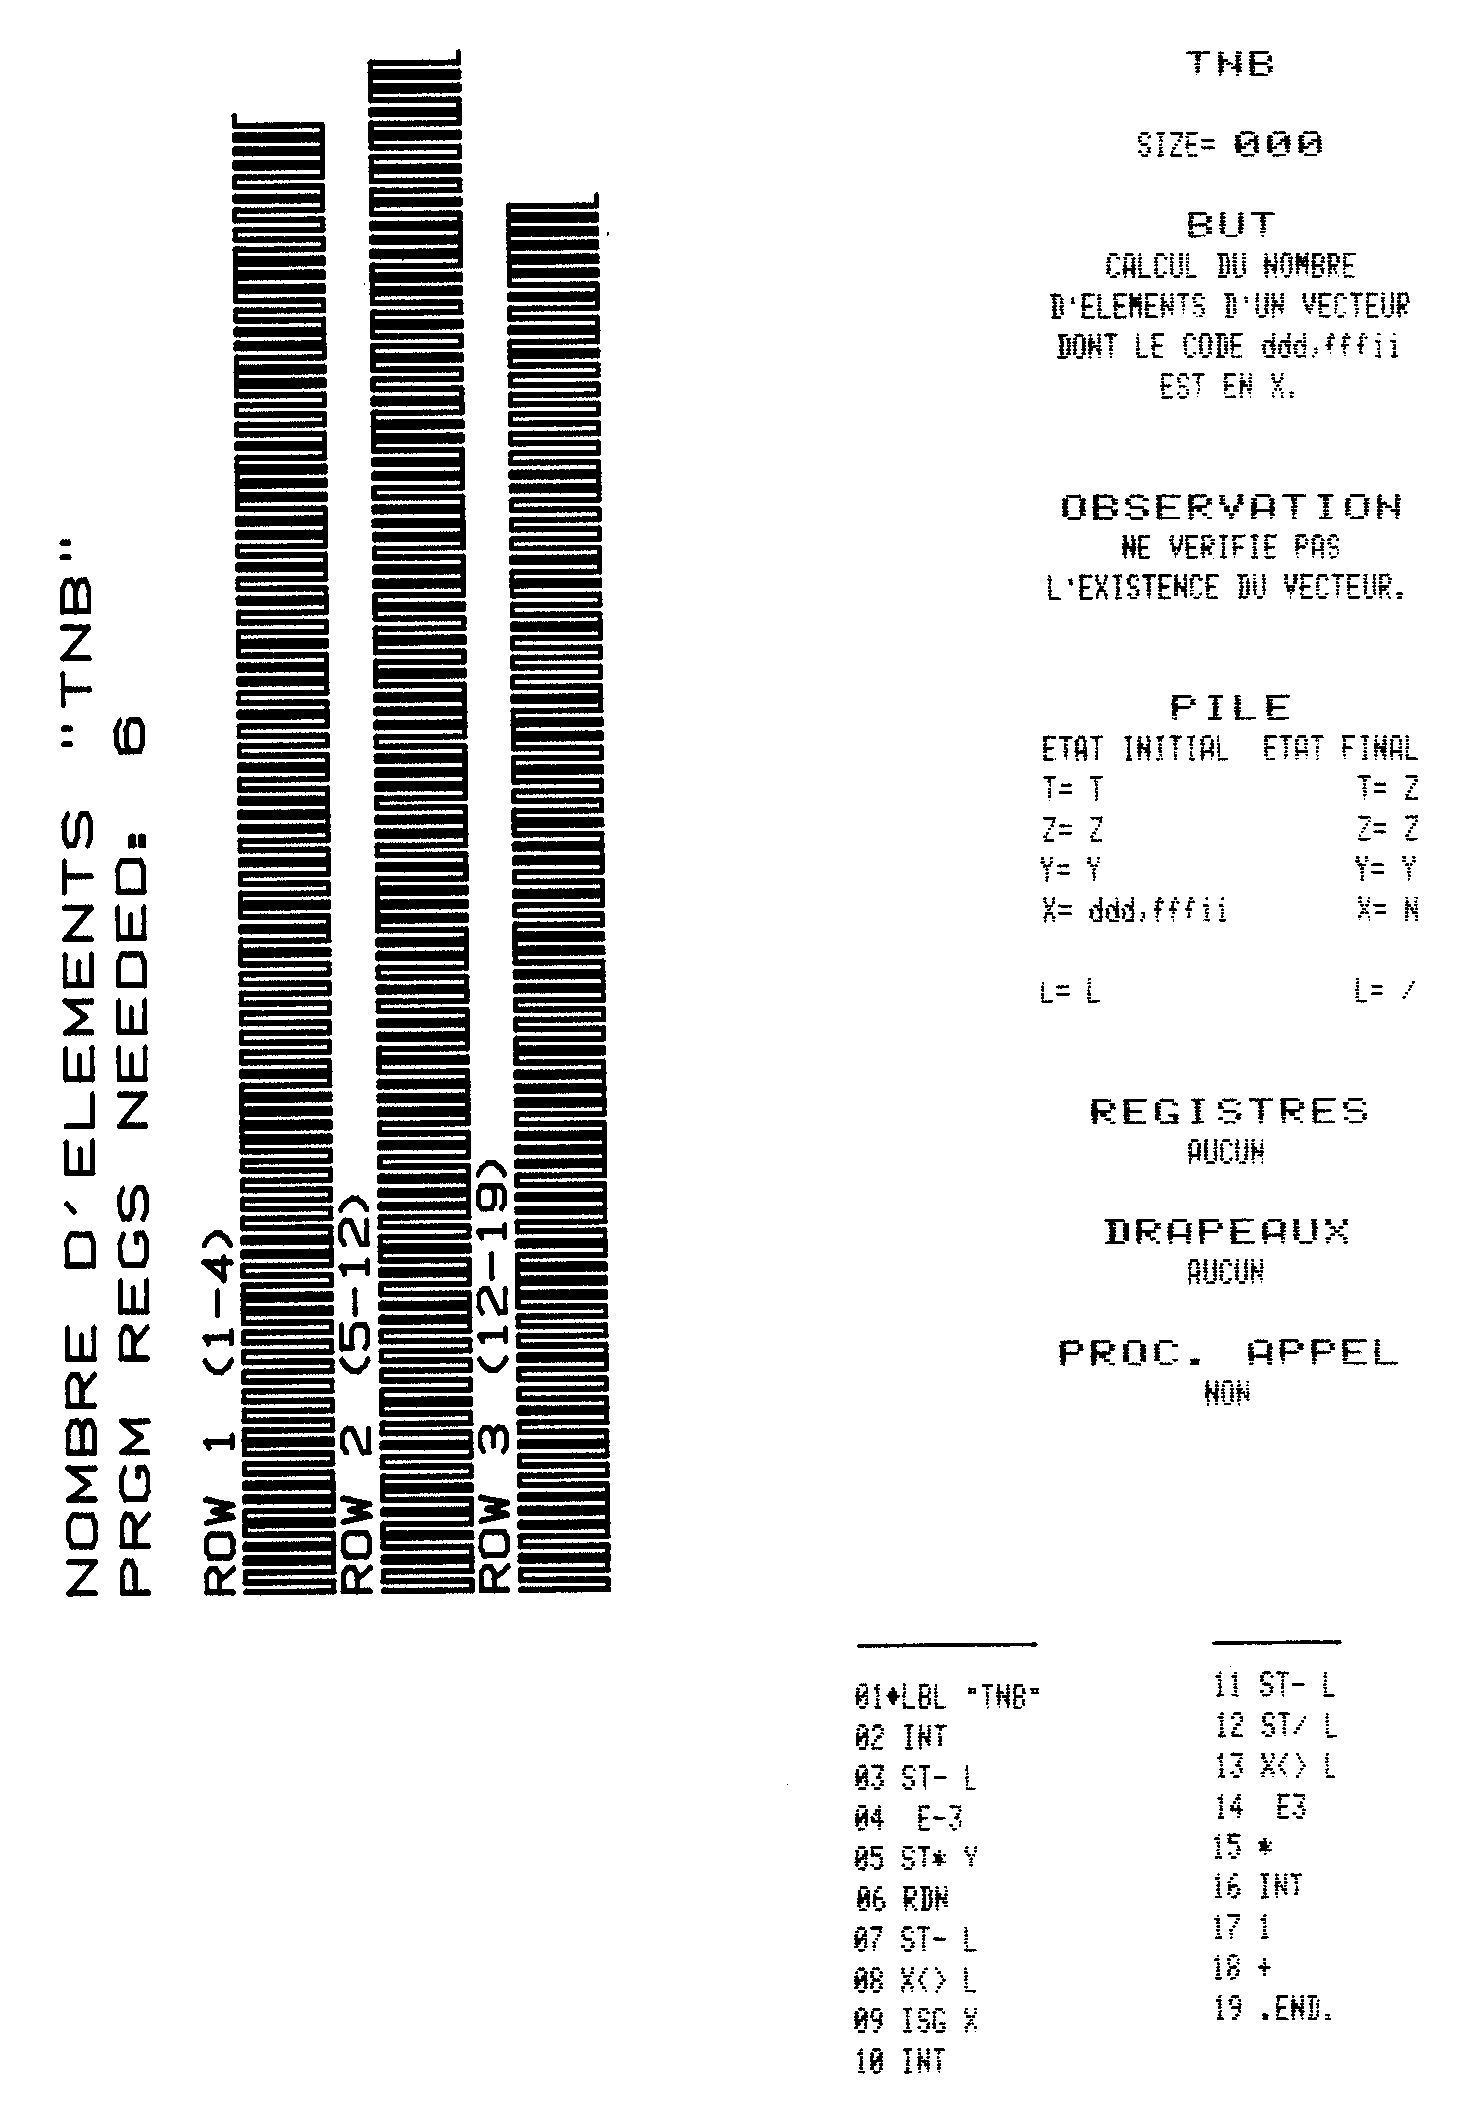 NOMBRE D'ELEMENTS "TNB"
PRGM REGS NEEDED: 6
ROW 1 (1-4)
ROW 2 (5-12)
ROW 3 (12-19)
TNB
SIZE= 000
BUT
CALCUL DU NOMBRE
D'ELEMENTS D'UN VECTEUR
DONT LE CODE ddd,fffii
EST EN X.
OBSERVATION
NE VERIFIE PAS
L'EXISTENCE DU VECTEUR.
PILE
ETAT INITIAL ETAT FINAL
T= T T= Z
Z= Z Z= Z
Y= Y Y= Y
X= ddd,fffii X= N
L= L L= /
REGISTRES
AUCUN
DRAPEAUX
AUCUN
PROC. APPEL
NON
01♦LBL "TNB"
02 INT
03 ST- L
04 E-3
05 ST* Y
06 RDN
07 ST- L
08 X<> L
09 ISG X
10 INT
11 ST- L
12 ST/ L
13 X<> L
14 E3
15 *
16 INT
17 1
18 +
19 .END.